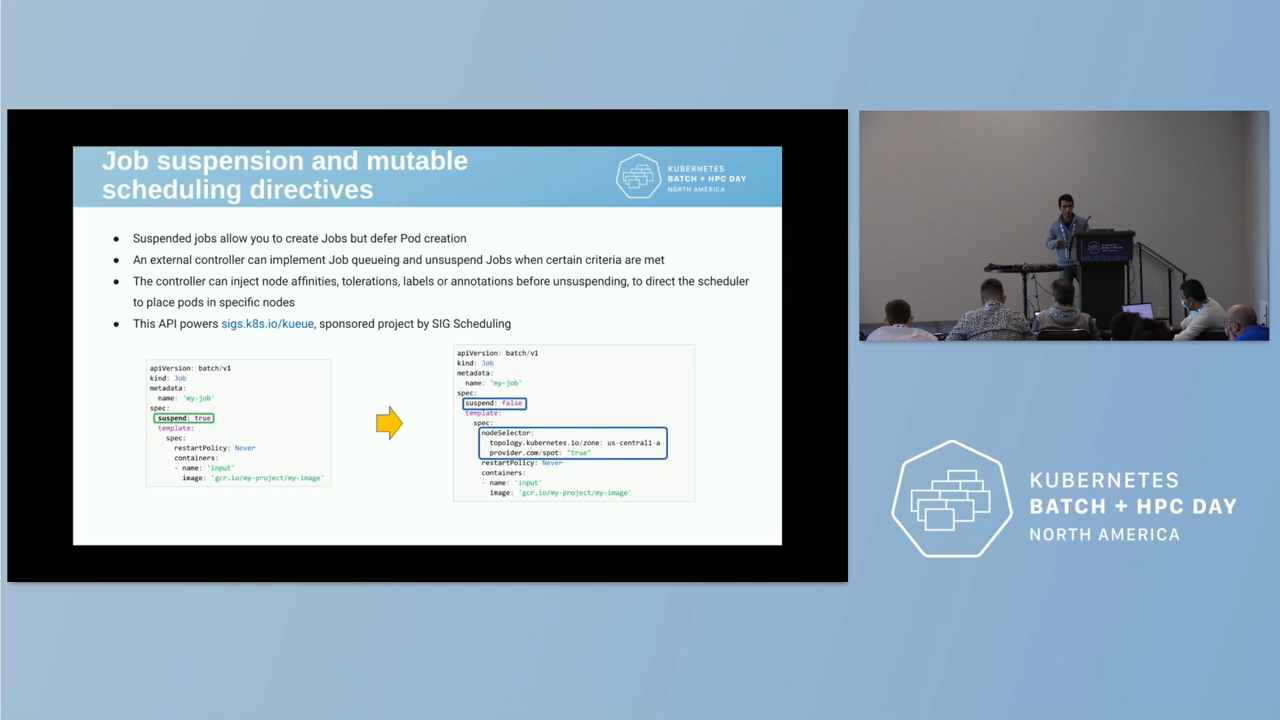 Job suspension and mutable
scheduling directives
KUBERNETES
BATCH + HPC DAY
NORTH AMERICA
● Suspended jobs allow you to create Jobs but defer Pod creation
● An external controller can implement Job queueing and unsuspend Jobs when certain criteria are met
● The controller can inject node affinities, tolerations, labels or annotations before unsuspending, to direct the scheduler
to place pods in specific nodes
● This API powers sigs.k8s.io/kueue, sponsored project by SIG Scheduling
apiVersion: batch/v1
kind: Job
metadata:
name: 'my-job'
spec:
suspend: true
template:
spec:
restartPolicy: Never
containers:
- name: 'input'
image: 'gcr.io/my-project/my-image'
apiVersion: batch/v1
kind: Job
metadata:
name: 'my-job'
spec:
suspend: false
template:
spec:
nodeSelector:
topology.kubernetes.io/zone: us-central1-a
provider.com/spot: "true"
restartPolicy: Never
containers:
- name: 'input'
image: 'gcr.io/my-project/my-image'
KUBERNETES
BATCH + HPC DAY
NORTH AMERICA